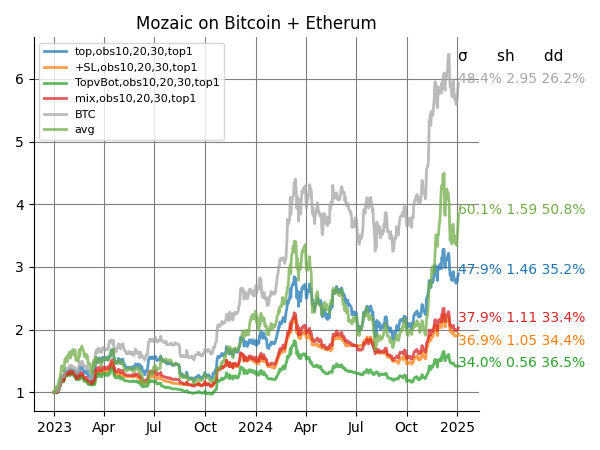 Mozaic on Bitcoin + Etherum
top,obs10,20,30,top1
+SL,obs10,20,30,top1
TopvBot,obs10,20,30,top1
mix,obs10,20,30,top1
BTC
avg
σ sh dd
48.4% 2.95 26.2%
60.1% 1.59 50.8%
47.9% 1.46 35.2%
37.9% 1.11 33.4%
36.9% 1.05 34.4%
34.0% 0.56 36.5%
6
5
4
3
2
1
2023 Apr Jul Oct 2024 Apr Jul Oct 2025